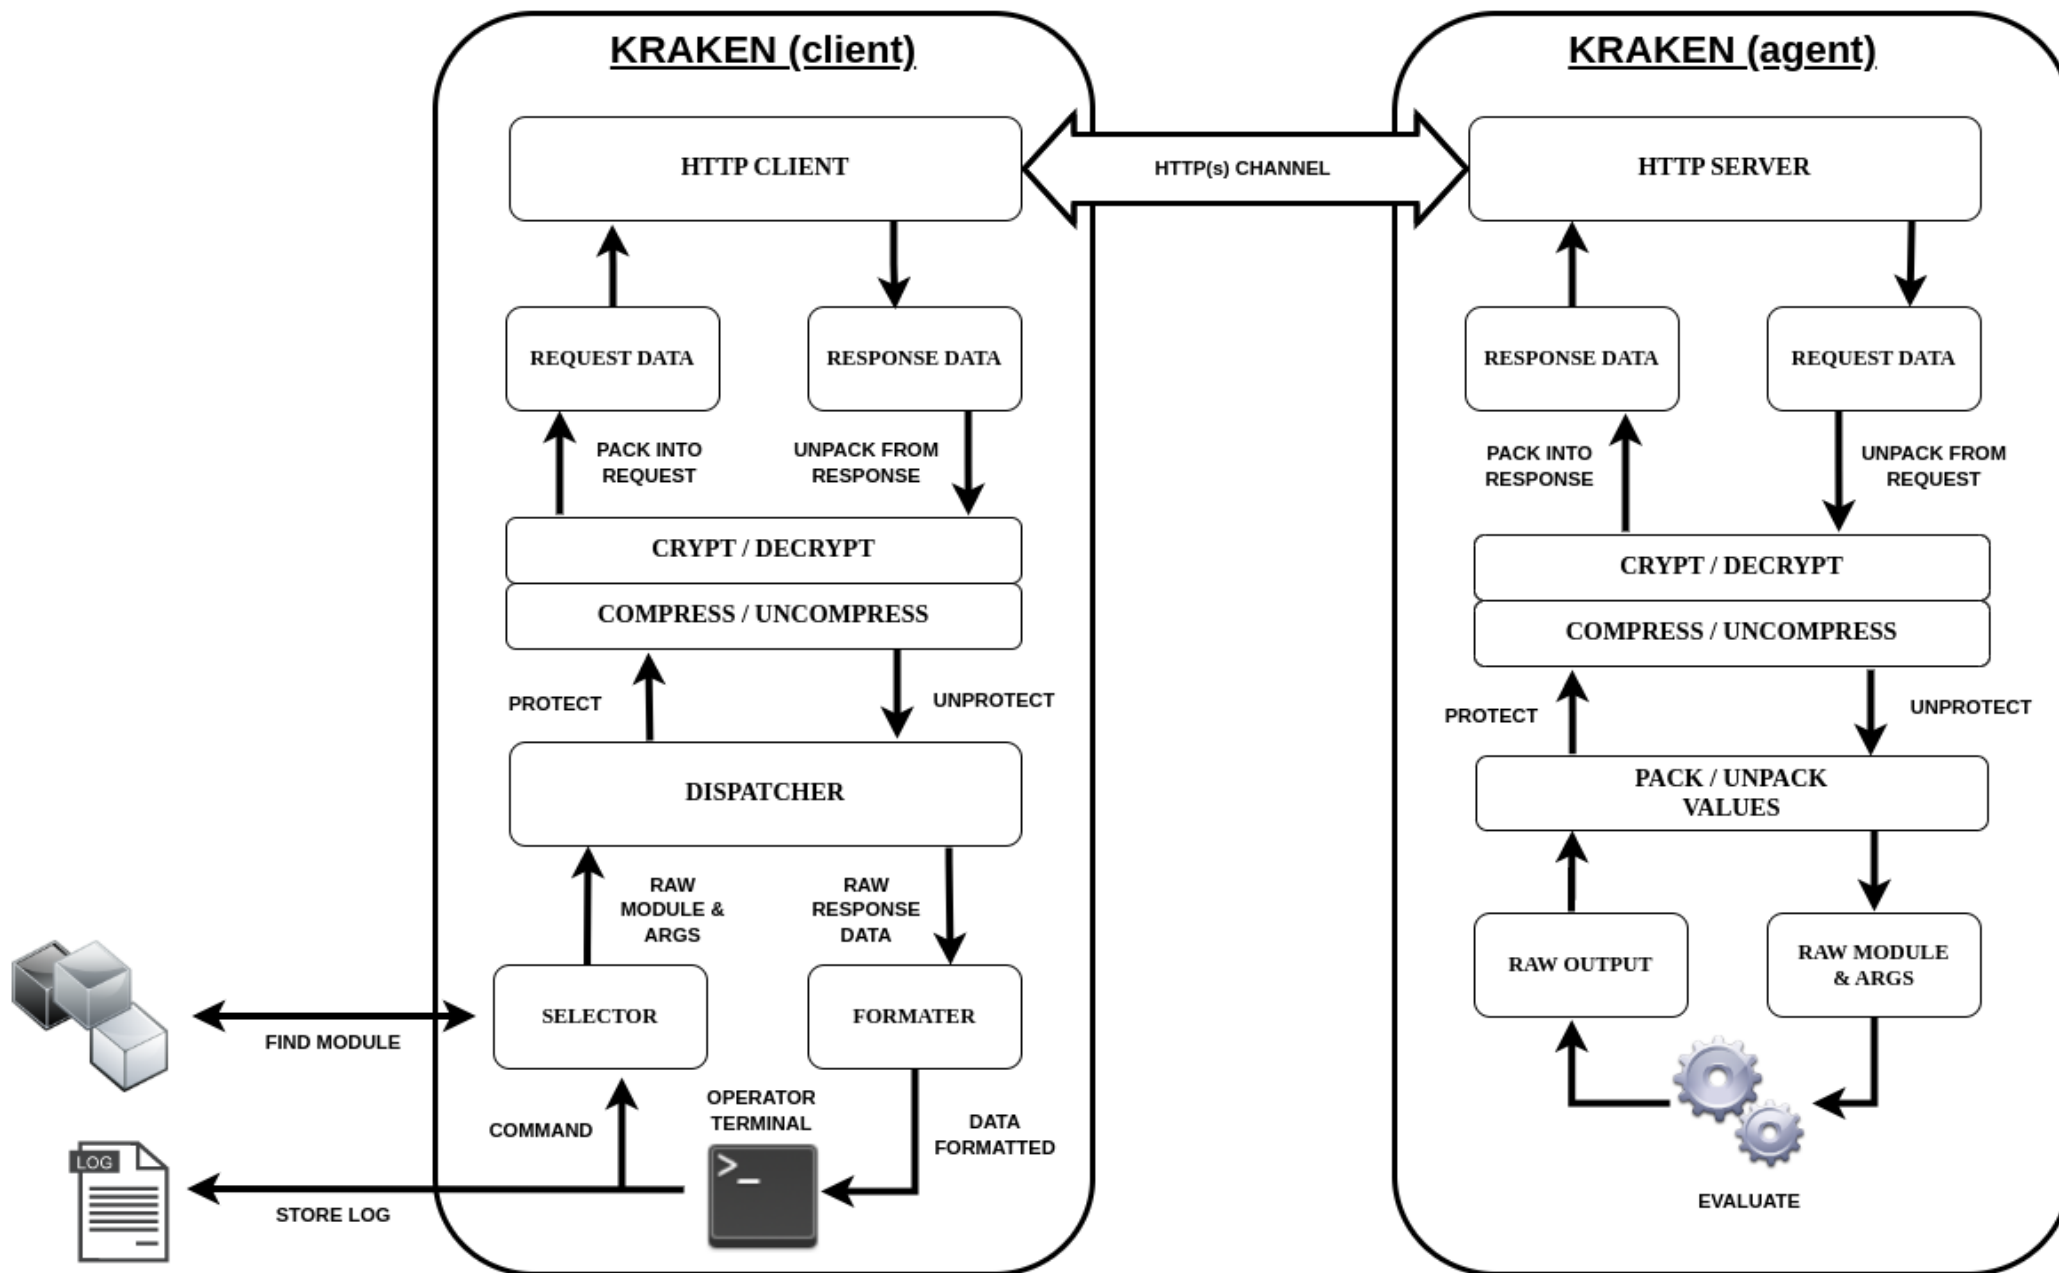 KRAKEN (client)
KRAKEN (agent)
HTTP CLIENT
HTTP(s) CHANNEL
HTTP SERVER
REQUEST DATA
RESPONSE DATA
RESPONSE DATA
REQUEST DATA
PACK INTO
REQUEST
UNPACK FROM
RESPONSE
PACK INTO
RESPONSE
UNPACK FROM
REQUEST
CRYPT / DECRYPT
COMPRESS / UNCOMPRESS
CRYPT / DECRYPT
COMPRESS / UNCOMPRESS
PROTECT
UNPROTECT
PROTECT
UNPROTECT
DISPATCHER
PACK / UNPACK
VALUES
RAW
MODULE &
ARGS
RAW
RESPONSE
DATA
RAW OUTPUT
RAW MODULE
& ARGS
SELECTOR
FORMATER
FIND MODULE
COMMAND
OPERATOR
TERMINAL
DATA
FORMATTED
LOG
>_
STORE LOG
EVALUATE